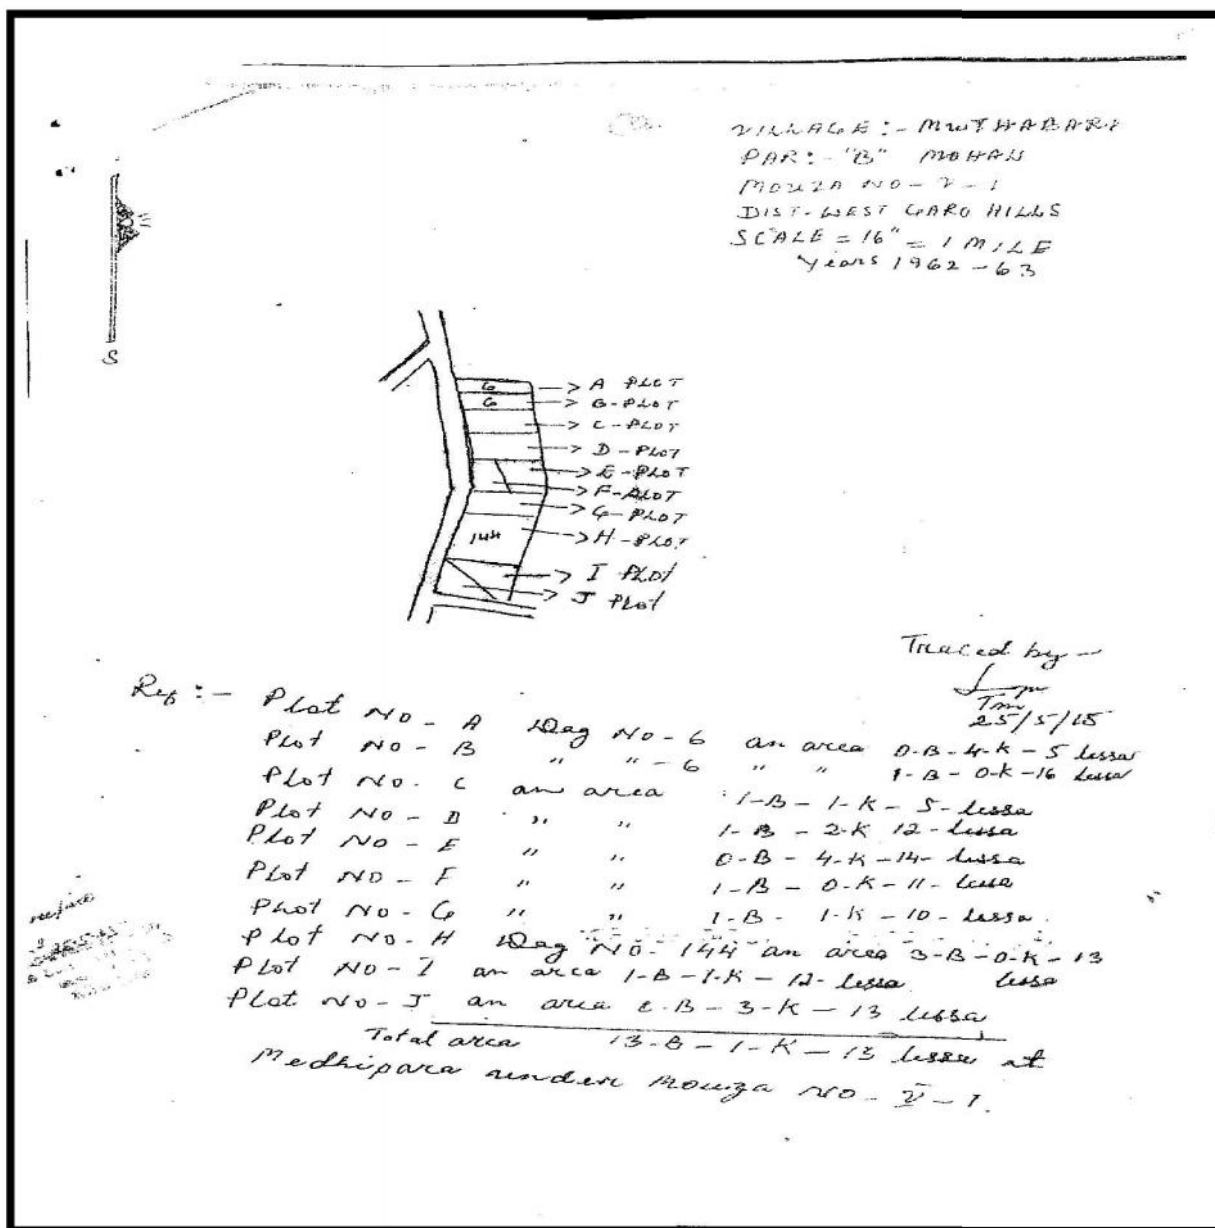 VILLAGE :- MWTHABARI
PAR :- "B" MOHAN
MOUZA NO - V - 1
DIST - WEST GARO HILLS
SCALE = 16" = 1 MILE
Years 1962 - 63
S
6 → A PLOT
6 → B - PLOT
→ C - PLOT
→ D - PLOT
→ E - PLOT
→ F - PLOT
→ G - PLOT
144 → H - PLOT
→ I PLOT
→ J PLOT
Traced by -
25/5/15
Ref :- Plot No - A Dag No - 6 an area 0-B-4-K-5 lessa
Plot No - B " " - 6 " " 1-B-0-K-16 lessa
Plot No - C an area 1-B-1-K-5-lessa
Plot No - D " " 1-B-2-K 12-lessa
Plot No - E " " 0-B-4-K-14-lessa
Plot No - F " " 1-B-0-K-11-lessa
Plot No - G " " 1-B-1-K-10-lessa
Plot No - H Dag No - 144 an area 3-B-0-K-13 lessa
Plot No - I an area 1-B-1-K-12-lessa
Plot No - J an area B-3-K-13 lessa
Total area 13-B-1-K-13 lessa at
Medhipara under Mouza No - V - 1.